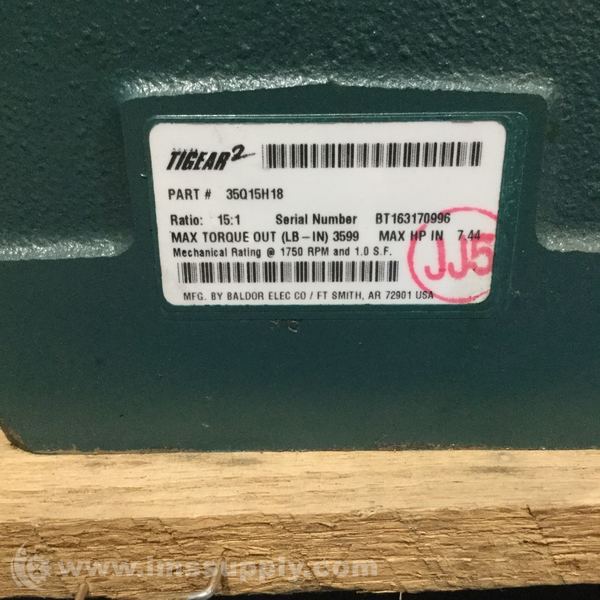 TIGEAR2
PART # 35Q15H18
Ratio: 15:1 Serial Number BT163170996
MAX TORQUE OUT (LB-IN) 3599 MAX HP IN 7.44
Mechanical Rating @ 1750 RPM and 1.0 S.F.
JJ5
MFG. BY BALDOR ELEC CO / FT SMITH, AR 72901 USA
www.imssupply.com